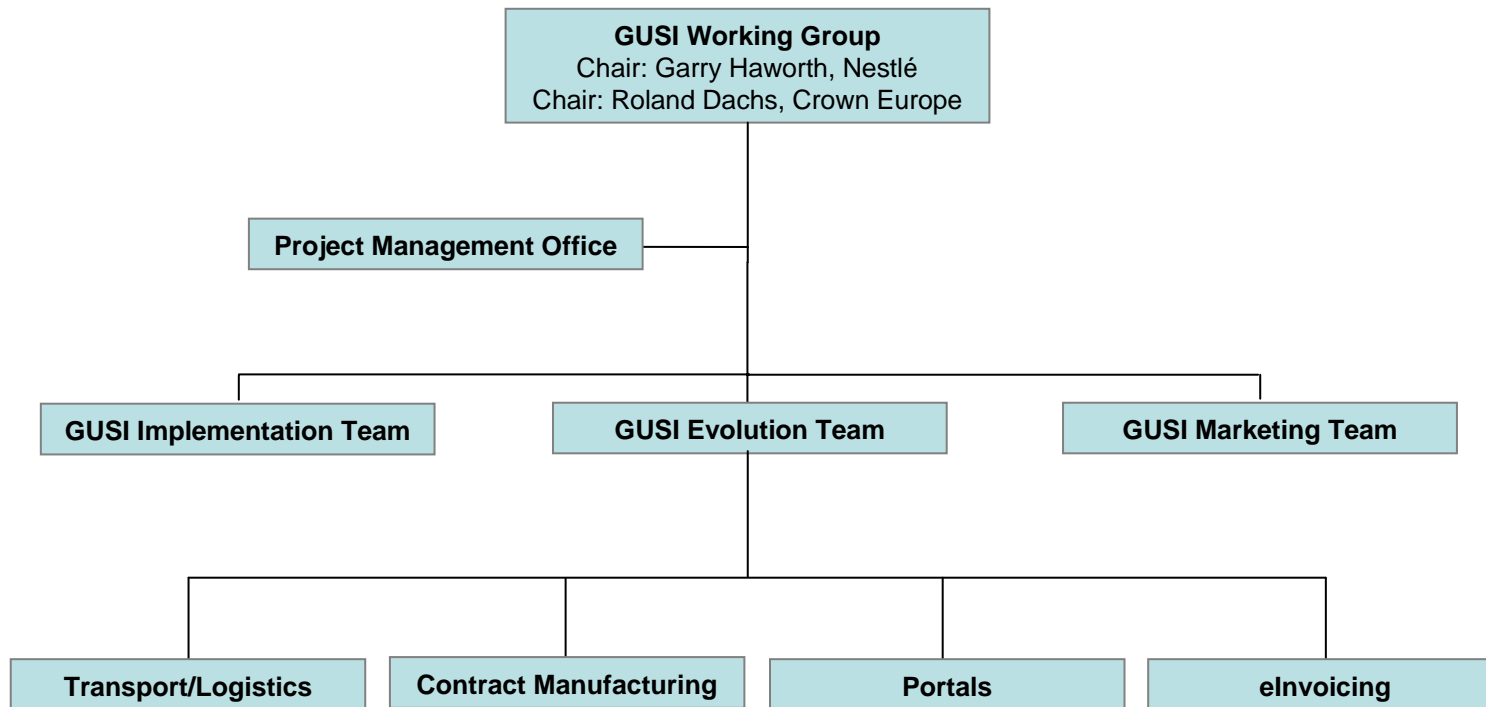 GUSI Working Group
Chair: Garry Haworth, Nestlé
Chair: Roland Dachs, Crown Europe
Project Management Office
GUSI Implementation Team
GUSI Evolution Team
GUSI Marketing Team
Transport/Logistics
Contract Manufacturing
Portals
eInvoicing